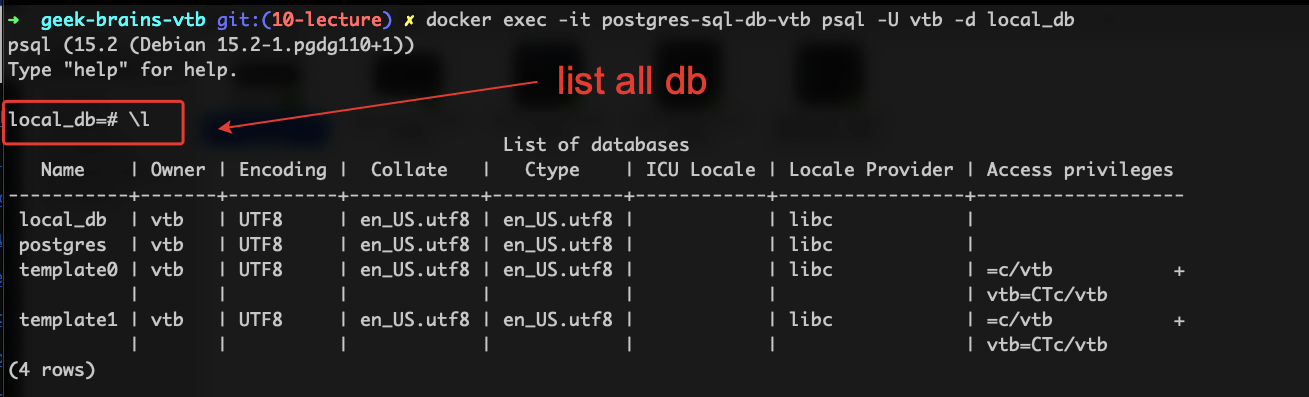 ➜  geek-brains-vtb git:(10-lecture) ✗ docker exec -it postgres-sql-db-vtb psql -U vtb -d local_db
psql (15.2 (Debian 15.2-1.pgdg110+1))
Type "help" for help.
list all db
local_db=# \l
                                             List of databases
   Name    | Owner | Encoding |  Collate   |   Ctype    | ICU Locale | Locale Provider | Access privileges
-----------+-------+----------+------------+------------+------------+-----------------+-------------------
 local_db  | vtb   | UTF8     | en_US.utf8 | en_US.utf8 |            | libc            |
 postgres  | vtb   | UTF8     | en_US.utf8 | en_US.utf8 |            | libc            |
 template0 | vtb   | UTF8     | en_US.utf8 | en_US.utf8 |            | libc            | =c/vtb           +
           |       |          |            |            |            |                 | vtb=CTc/vtb
 template1 | vtb   | UTF8     | en_US.utf8 | en_US.utf8 |            | libc            | =c/vtb           +
           |       |          |            |            |            |                 | vtb=CTc/vtb
(4 rows)